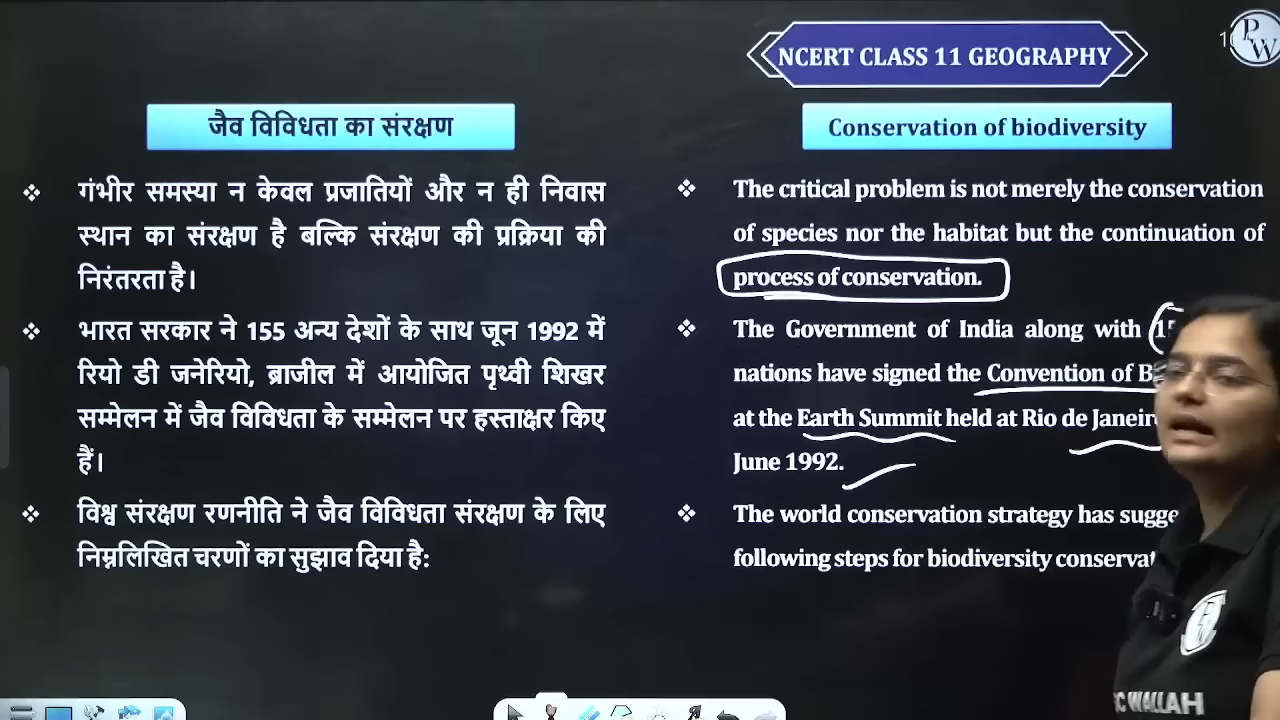 NCERT CLASS 11 GEOGRAPHY
PW
जैव विविधता का संरक्षण
गंभीर समस्या न केवल प्रजातियों और न ही निवास
स्थान का संरक्षण है बल्कि संरक्षण की प्रक्रिया की
निरंतरता है।
भारत सरकार ने 155 अन्य देशों के साथ जून 1992 में
रियो डी जनेरियो, ब्राजील में आयोजित पृथ्वी शिखर
सम्मेलन में जैव विविधता के सम्मेलन पर हस्ताक्षर किए
हैं।
विश्व संरक्षण रणनीति ने जैव विविधता संरक्षण के लिए
निम्नलिखित चरणों का सुझाव दिया है:
Conservation of biodiversity
The critical problem is not merely the conservation
of species nor the habitat but the continuation of
process of conservation.
The Government of India along with
nations have signed the Convention of
at the Earth Summit held at Rio de
June 1992.
The world conservation strategy has
following steps for biodiversity
WALLAH